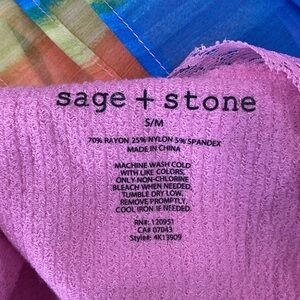 sage + stone
S/M
70% RAYON 25% NYLON 5% SPANDEX
MADE IN CHINA
MACHINE WASH COLD
WITH LIKE COLORS,
ONLY NON-CHLORINE
BLEACH WHEN NEEDED,
TUMBLE DRY LOW,
REMOVE PROMPTLY,
COOL IRON IF NEEDED.
RN#: 120951
CA# 07043
Style#: 4K13909